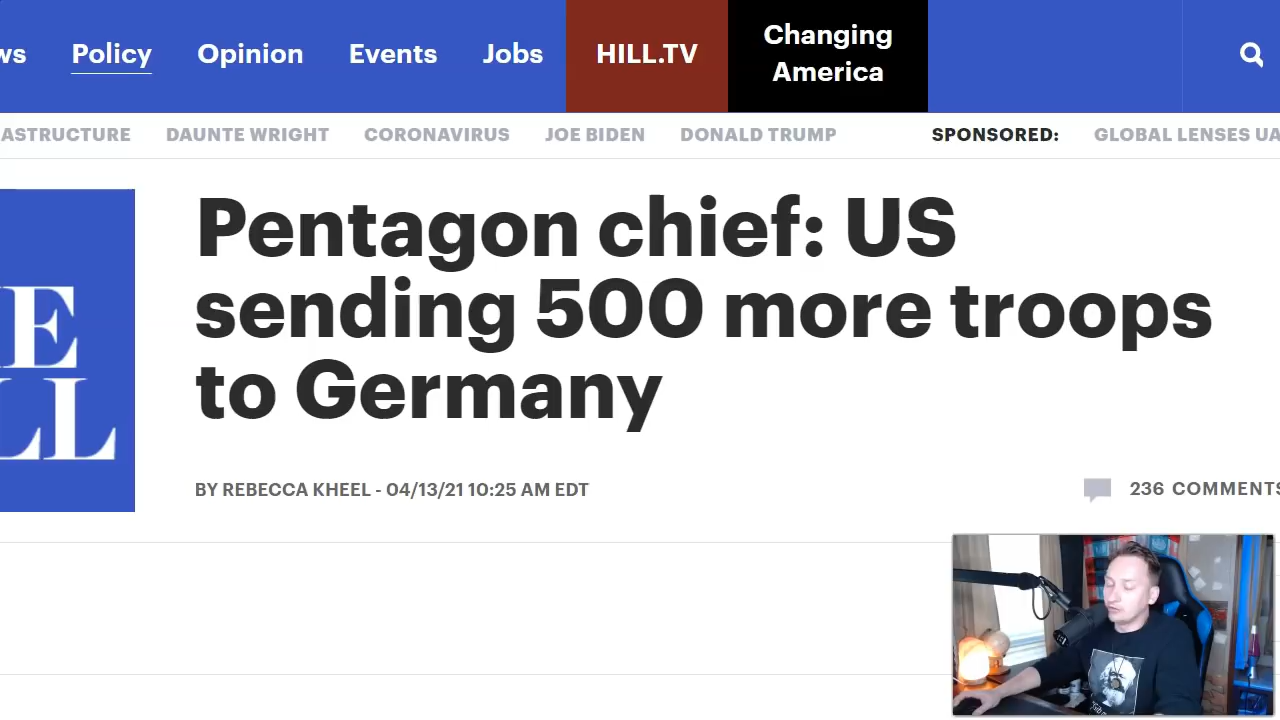 ws Policy Opinion Events Jobs HILL.TV Changing America
ASTRUCTURE DAUNTE WRIGHT CORONAVIRUS JOE BIDEN DONALD TRUMP SPONSORED: GLOBAL LENSES UA
Pentagon chief: US
sending 500 more troops
to Germany
E
LL
BY REBECCA KHEEL - 04/13/21 10:25 AM EDT
236 COMMENTS